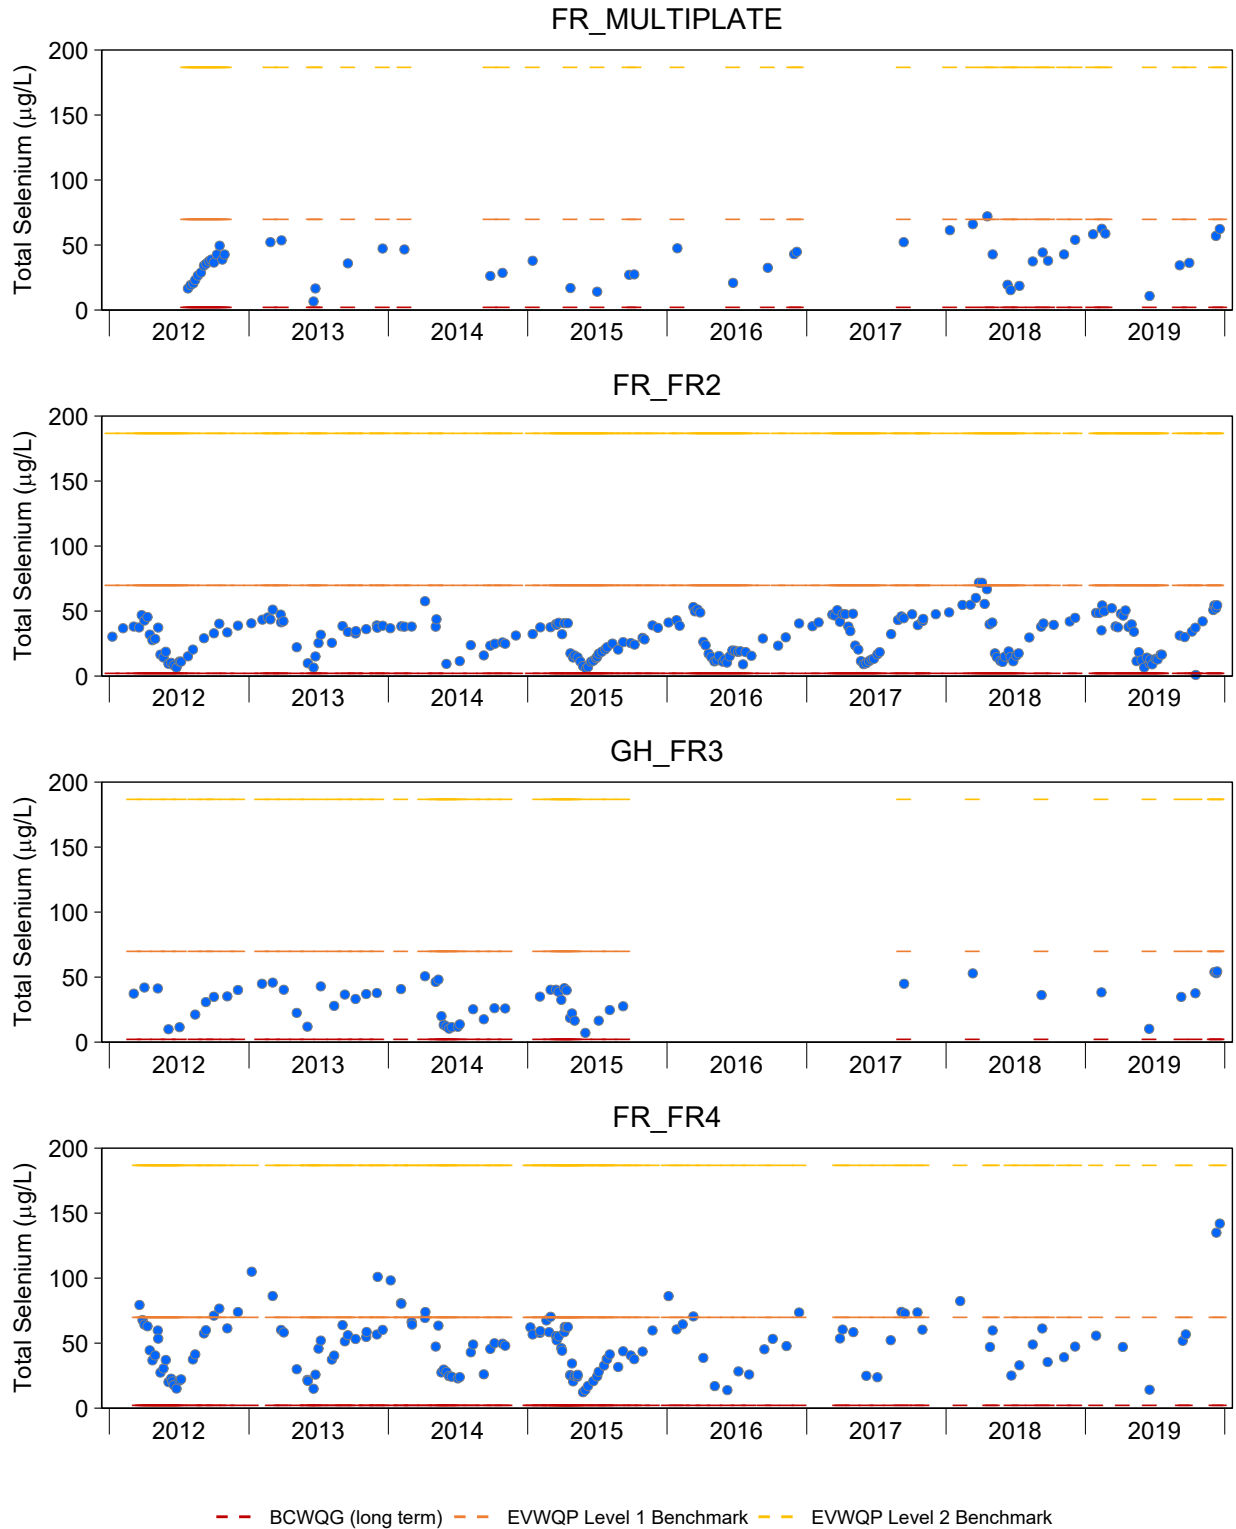 FR_MULTIPLATE
Total Selenium (µg/L)
200
150
100
50
0
2012 2013 2014 2015 2016 2017 2018 2019
FR_FR2
Total Selenium (µg/L)
200
150
100
50
0
2012 2013 2014 2015 2016 2017 2018 2019
GH_FR3
Total Selenium (µg/L)
200
150
100
50
0
2012 2013 2014 2015 2016 2017 2018 2019
FR_FR4
Total Selenium (µg/L)
200
150
100
50
0
2012 2013 2014 2015 2016 2017 2018 2019
BCWQG (long term) EVWQP Level 1 Benchmark EVWQP Level 2 Benchmark